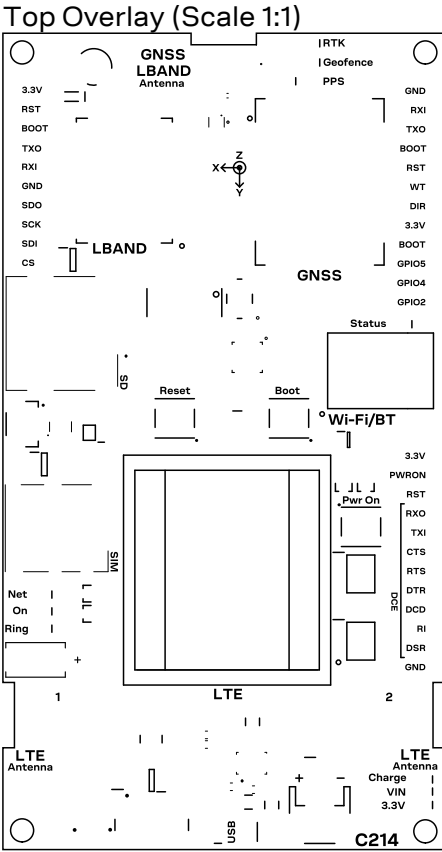 Top Overlay (Scale 1:1)
GNSS
LBAND
Antenna
RTK
Geofence
PPS
3.3V
RST
BOOT
TXO
RXI
GND
SDO
SCK
SDI
CS
GND
RXI
TXO
BOOT
RST
WT
DIR
3.3V
BOOT
GPIO5
GPIO4
GPIO2
Z
X
Y
LBAND
GNSS
Status
SD
Reset
Boot
Wi-Fi/BT
3.3V
PWRON
RST
RXO
TXI
CTS
RTS
DTR
DCD
RI
DSR
GND
Pwr On
DCE
SIM
Net
On
Ring
+
1
LTE
2
LTE
Antenna
LTE
Antenna
+
−
Charge
VIN
3.3V
USB
C214